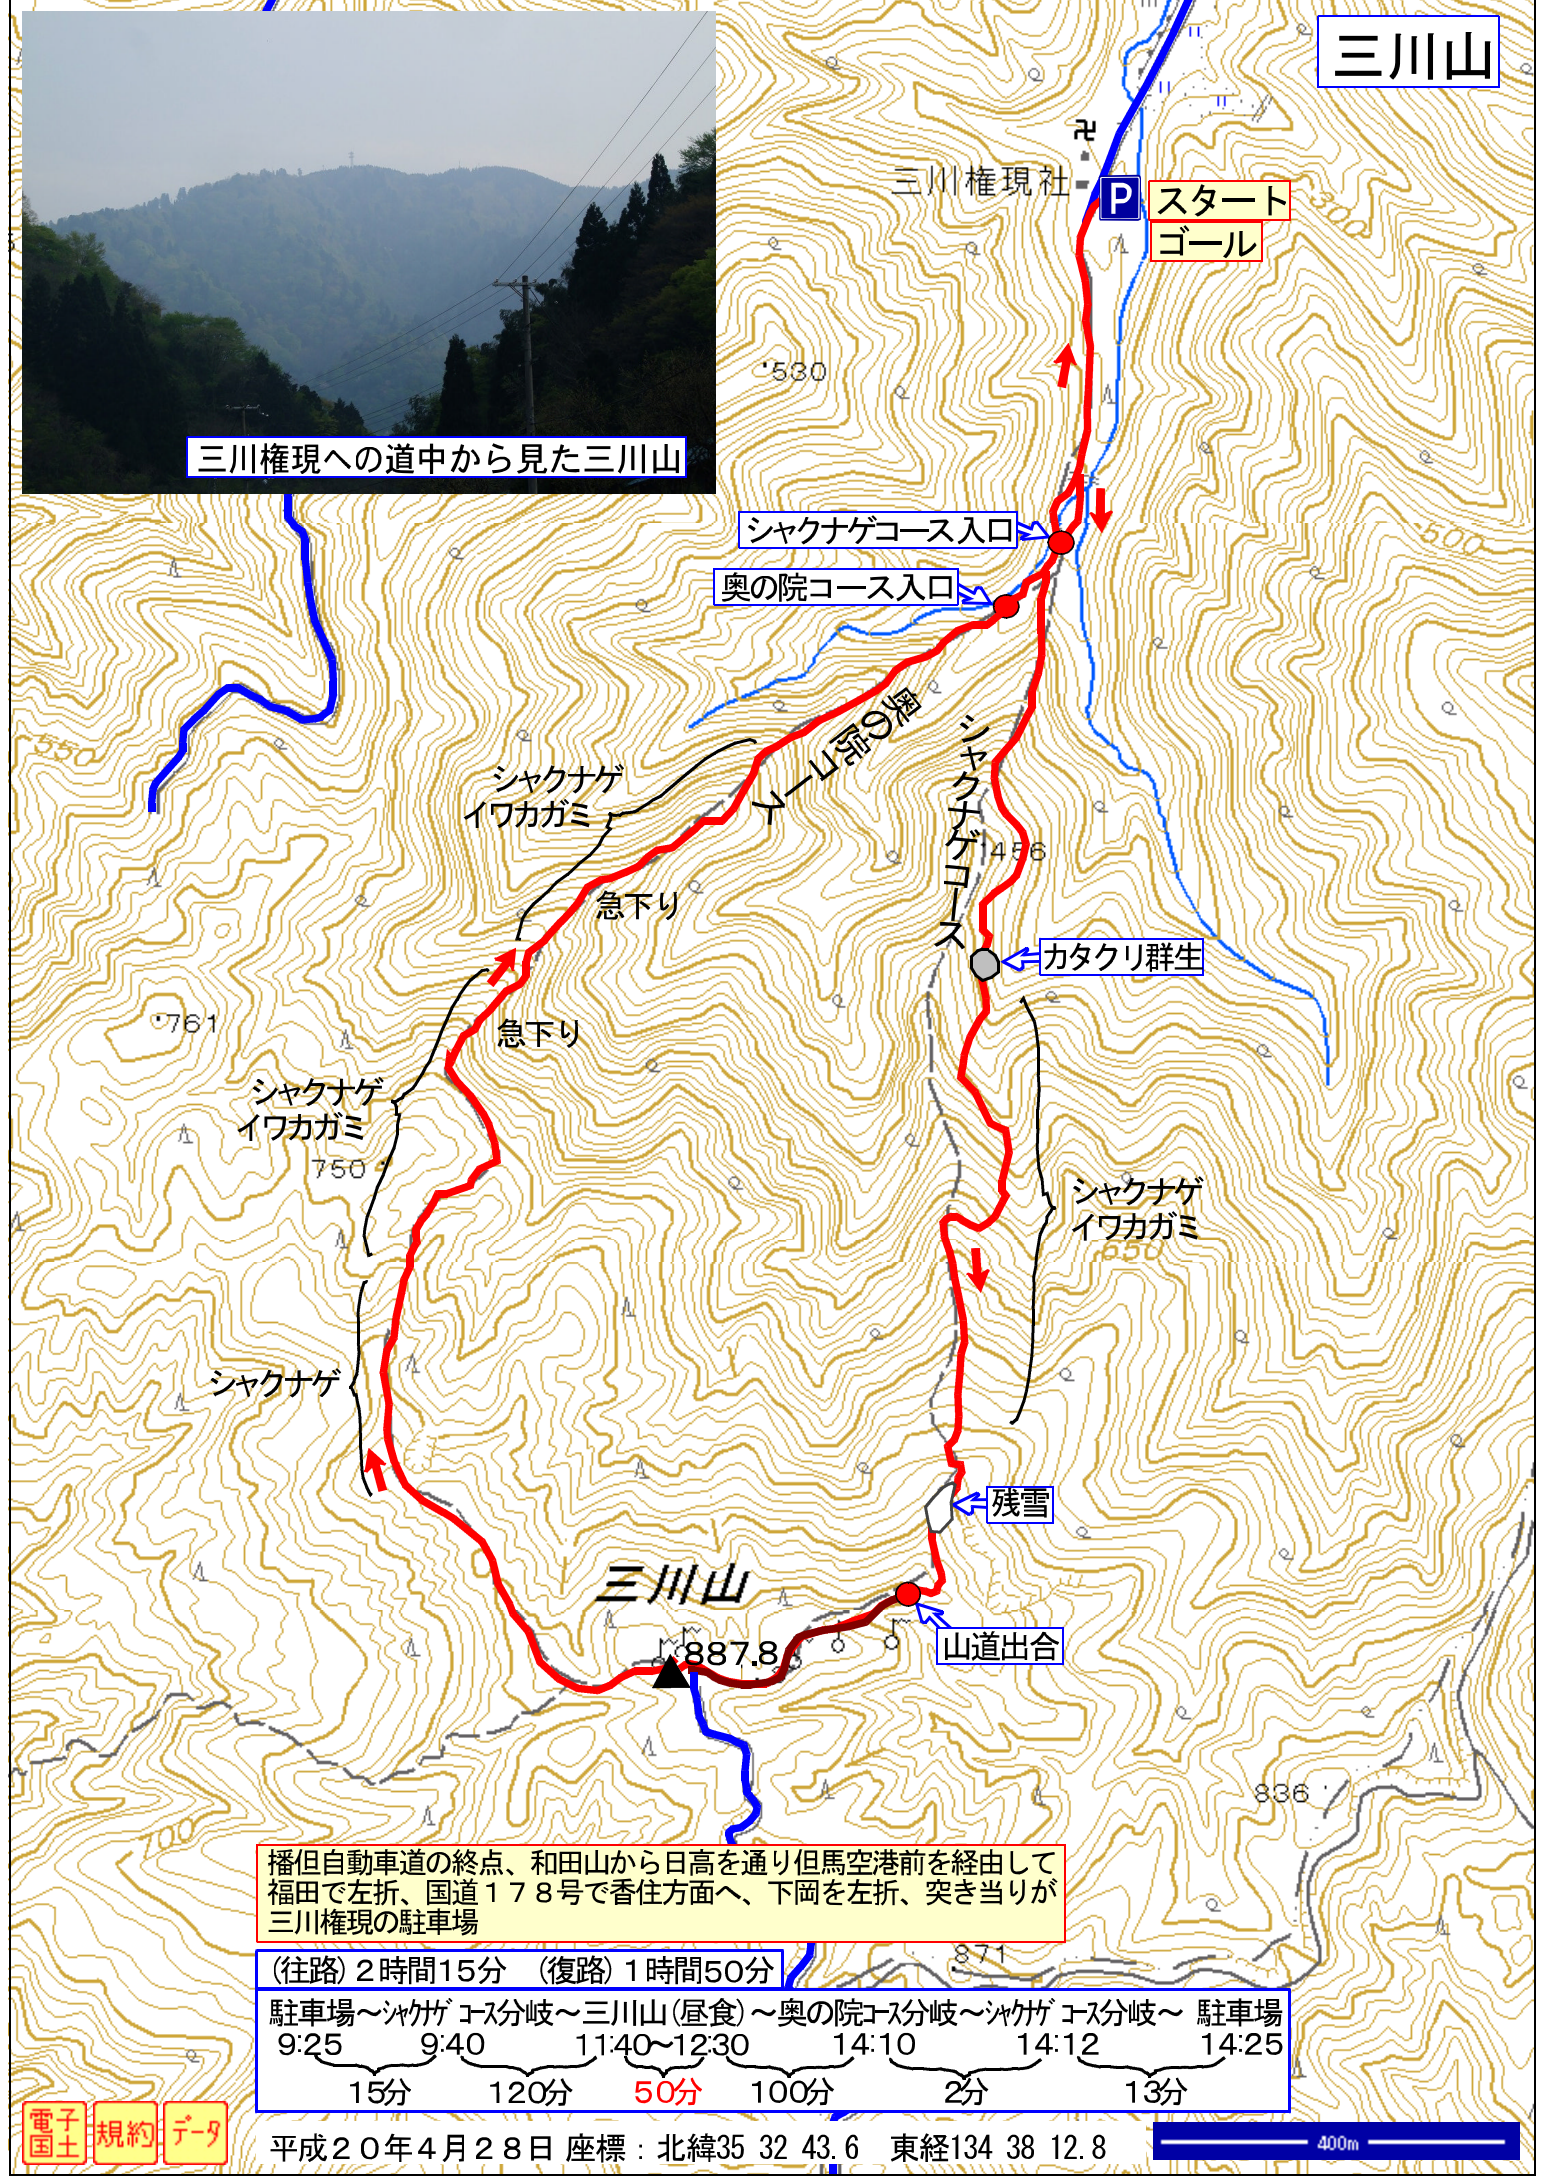 三川山
卍
三川権現社
P
スタート
ゴール
三川権現への道中から見た三川山
530
500
シャクナゲコース入口
奥の院コース入口
550
奥の院コース
シャクナゲコース
シャクナゲ
イワカガミ
456
急下り
カタクリ群生
761
急下り
シャクナゲ
イワカガミ
750
シャクナゲ
イワカガミ
650
シャクナゲ
残雪
三川山
887.8
山道出合
836
播但自動車道の終点、和田山から日高を通り但馬空港前を経由して
福田で左折、国道178号で香住方面へ、下岡を左折、突き当りが
三川権現の駐車場
871
(往路)２時間15分 (復路)１時間50分
駐車場～ｼｬｸﾅｹﾞ ｺｰｽ分岐～三川山(昼食)～奥の院ｺｰｽ分岐～ｼｬｸﾅｹﾞ ｺｰｽ分岐～ 駐車場
9:25 9:40 11:40～12:30 14:10 14:12 14:25
15分 120分 50分 100分 2分 13分
電子国土 規約 データ
平成２０年４月２８日 座標：北緯35 32 43.6 東経134 38 12.8
400m